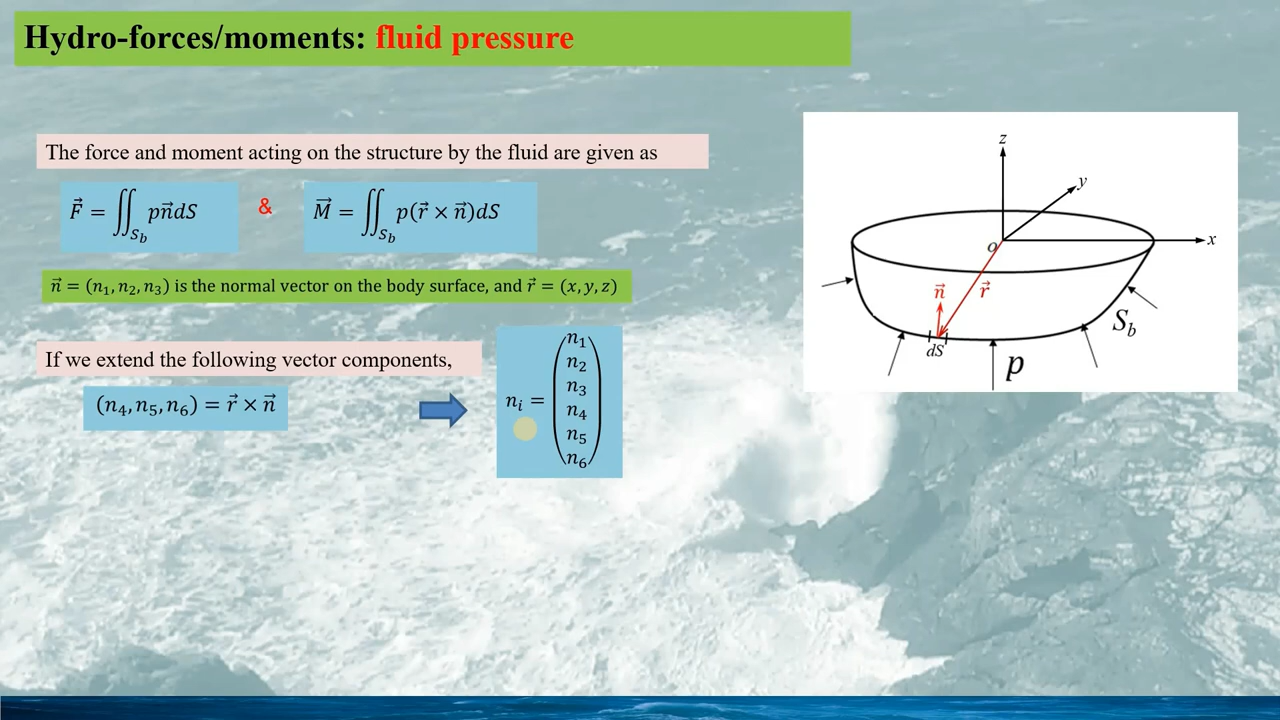 Hydro-forces/moments: fluid pressure
The force and moment acting on the structure by the fluid are given as
F⃗ = ∬_{S_b} pn⃗dS & M⃗ = ∬_{S_b} p(r⃗ × n⃗)dS
n⃗ = (n₁, n₂, n₃) is the normal vector on the body surface, and r⃗ = (x, y, z)
If we extend the following vector components,
(n₄, n₅, n₆) = r⃗ × n⃗
nᵢ =
n₁
n₂
n₃
n₄
n₅
n₆
z
y
x
o
n⃗
r⃗
S_b
dS
p